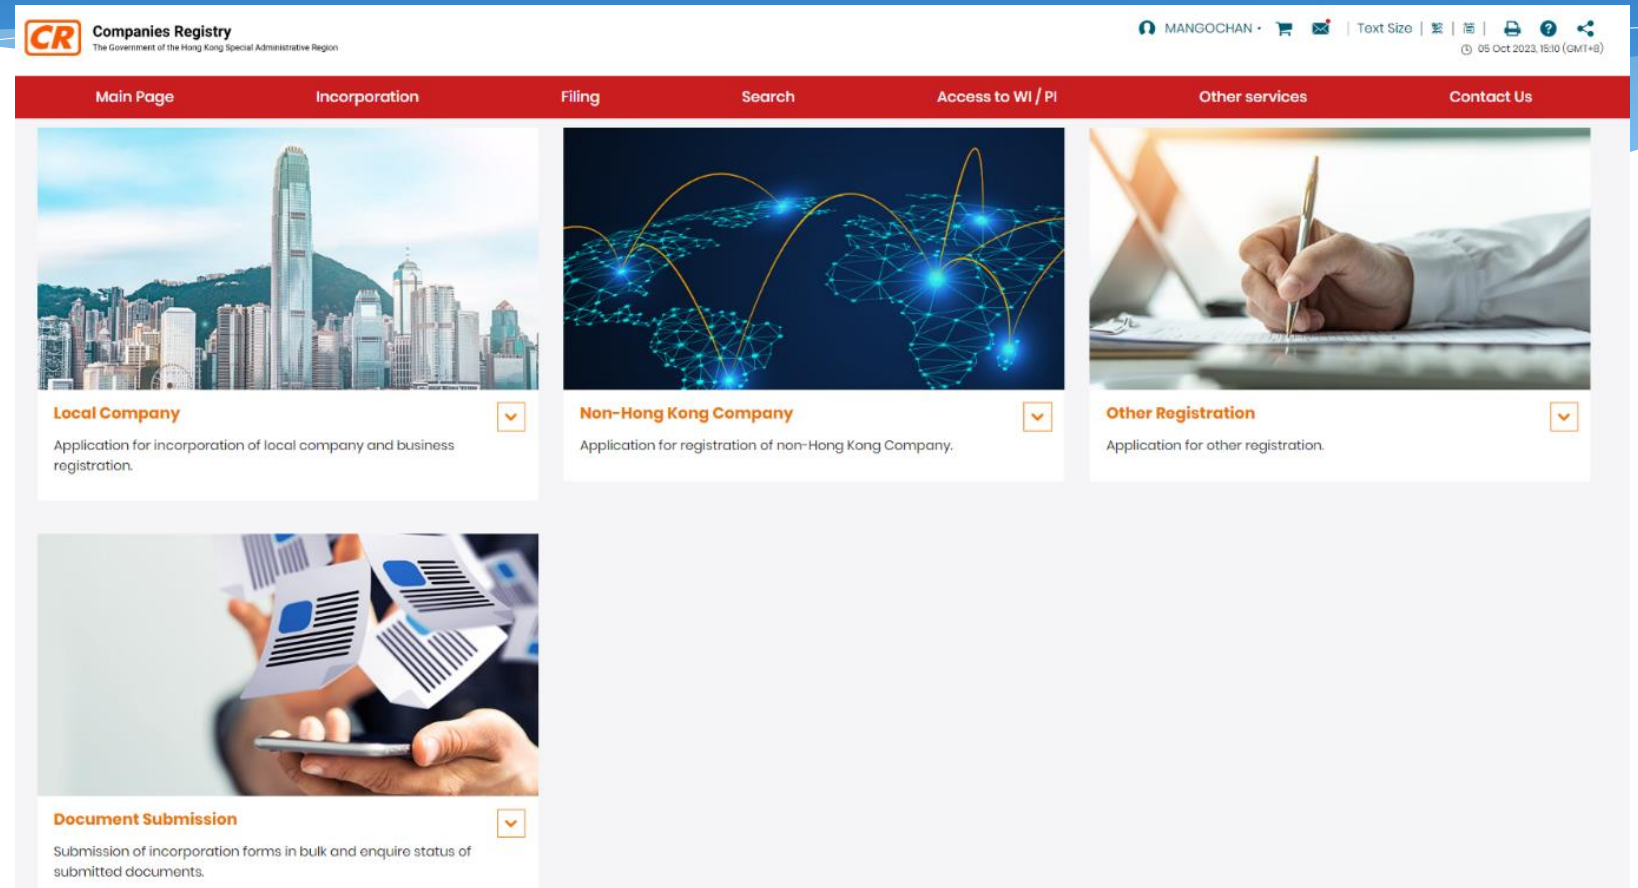 CR
Companies Registry
The Government of the Hong Kong Special Administrative Region
MANGOCHAN
Text Size | 繁 | 简 |
05 Oct 2023, 15:10 (GMT+8)
Main Page Incorporation Filing Search Access to WI / PI Other services Contact Us
Local Company
Application for incorporation of local company and business
registration.
Non-Hong Kong Company
Application for registration of non-Hong Kong Company.
Other Registration
Application for other registration.
Document Submission
Submission of incorporation forms in bulk and enquire status of
submitted documents.